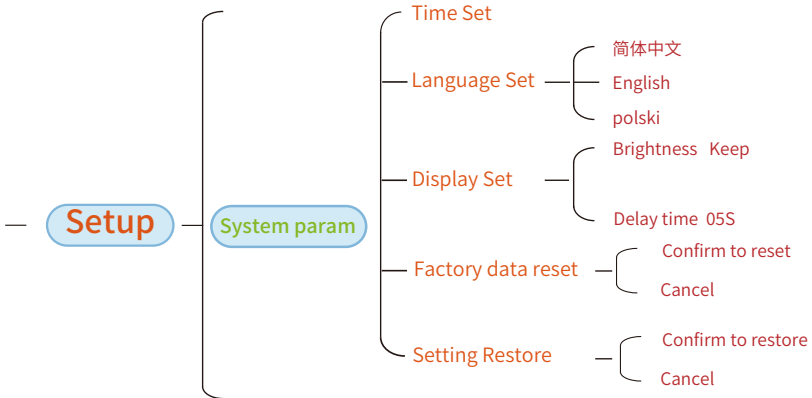 Setup
System param
Time Set
Language Set
简体中文
English
polski
Display Set
Brightness Keep
Delay time 05S
Factory data reset
Confirm to reset
Cancel
Setting Restore
Confirm to restore
Cancel